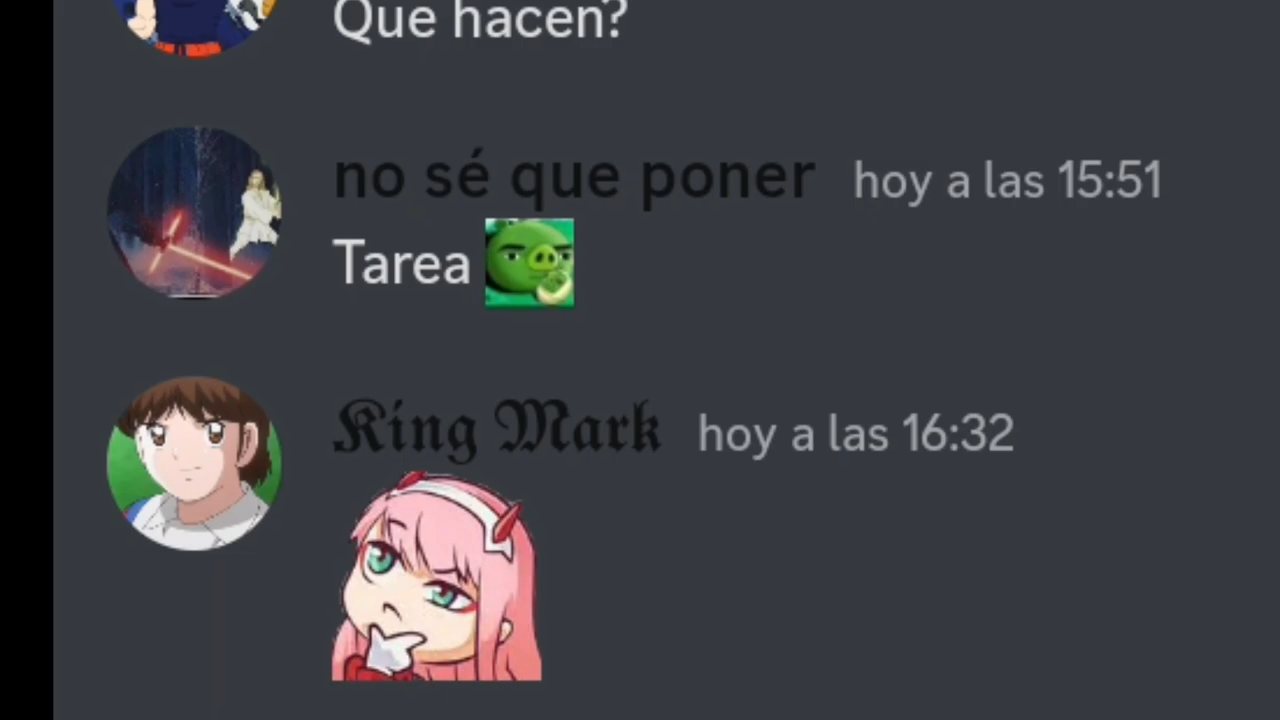 Que hacen?
no sé que poner hoy a las 15:51
Tarea
King Mark hoy a las 16:32